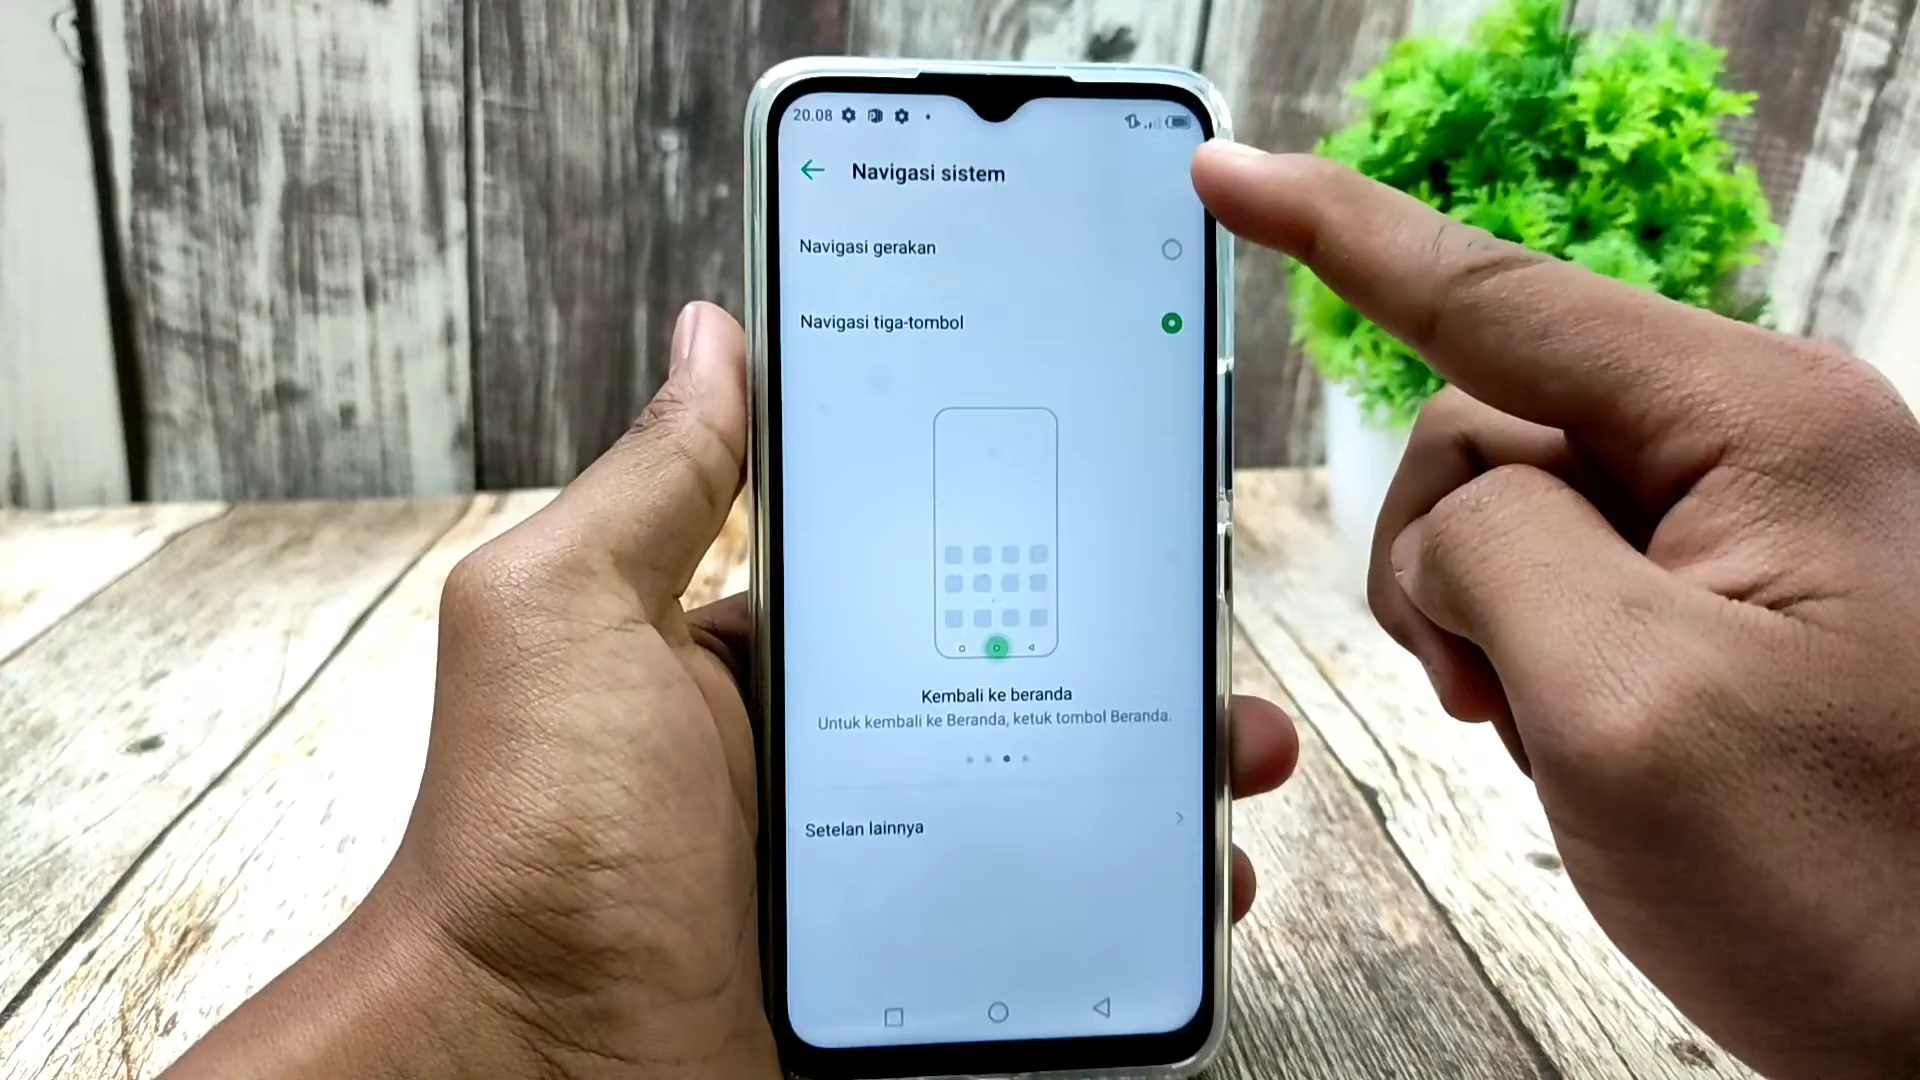 20.08
Navigasi sistem
Navigasi gerakan
Navigasi tiga-tombol
Kembali ke beranda
Untuk kembali ke Beranda, ketuk tombol Beranda.
Setelan lainnya